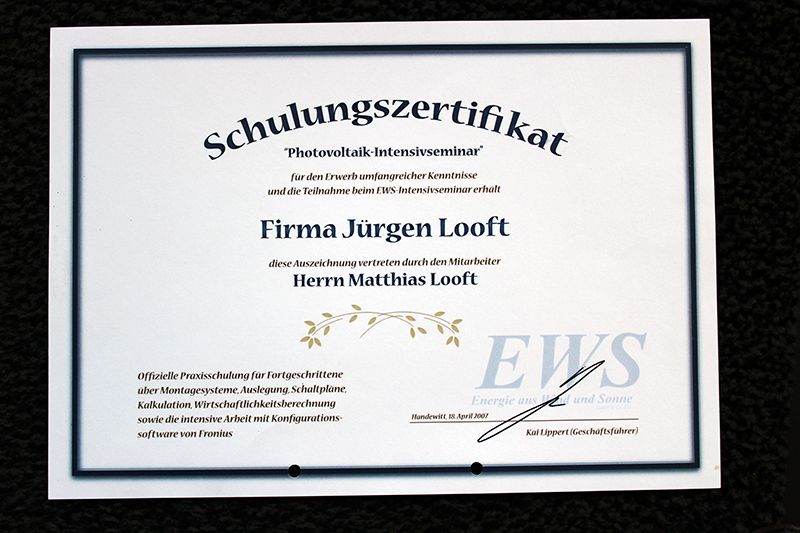 Schulungszertifikat
"Photovoltaik-Intensivseminar"
für den Erwerb umfangreicher Kenntnisse
und die Teilnahme beim EWS-Intensivseminar erhält
Firma Jürgen Looft
diese Auszeichnung vertreten durch den Mitarbeiter
Herrn Matthias Looft
Offizielle Praxisschulung für Fortgeschrittene
über Montagesysteme, Auslegung, Schaltpläne,
Kalkulation, Wirtschaftlichkeitsberechnung
sowie die intensive Arbeit mit Konfigurations-
software von Fronius
EWS
Energie aus Wind und Sonne
Handewitt, 18. April 2007
Kai Lippert (Geschäftsführer)